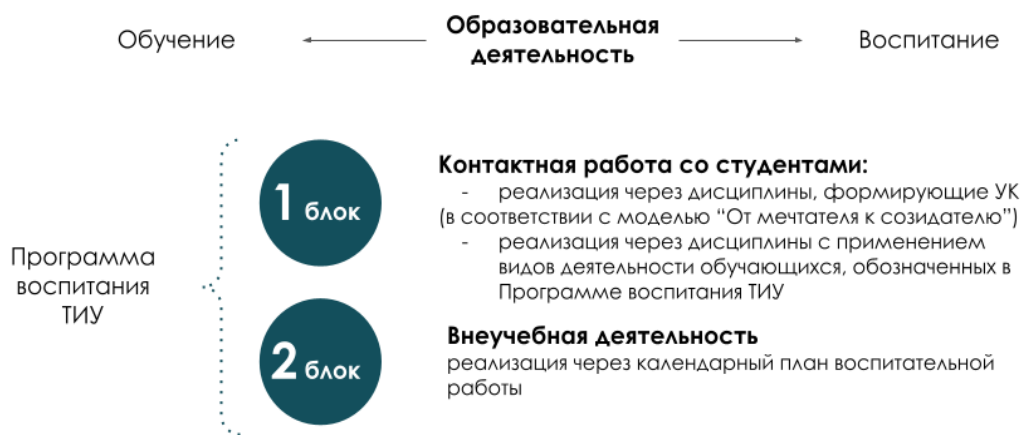 Обучение
Образовательная
деятельность
Воспитание
Программа
воспитания
ТИУ
1 блок
Контактная работа со студентами:
- реализация через дисциплины, формирующие УК
(в соответствии с моделью “От мечтателя к созидателю”)
- реализация через дисциплины с применением
видов деятельности обучающихся, обозначенных в
Программе воспитания ТИУ
2 блок
Внеучебная деятельность
реализация через календарный план воспитательной
работы